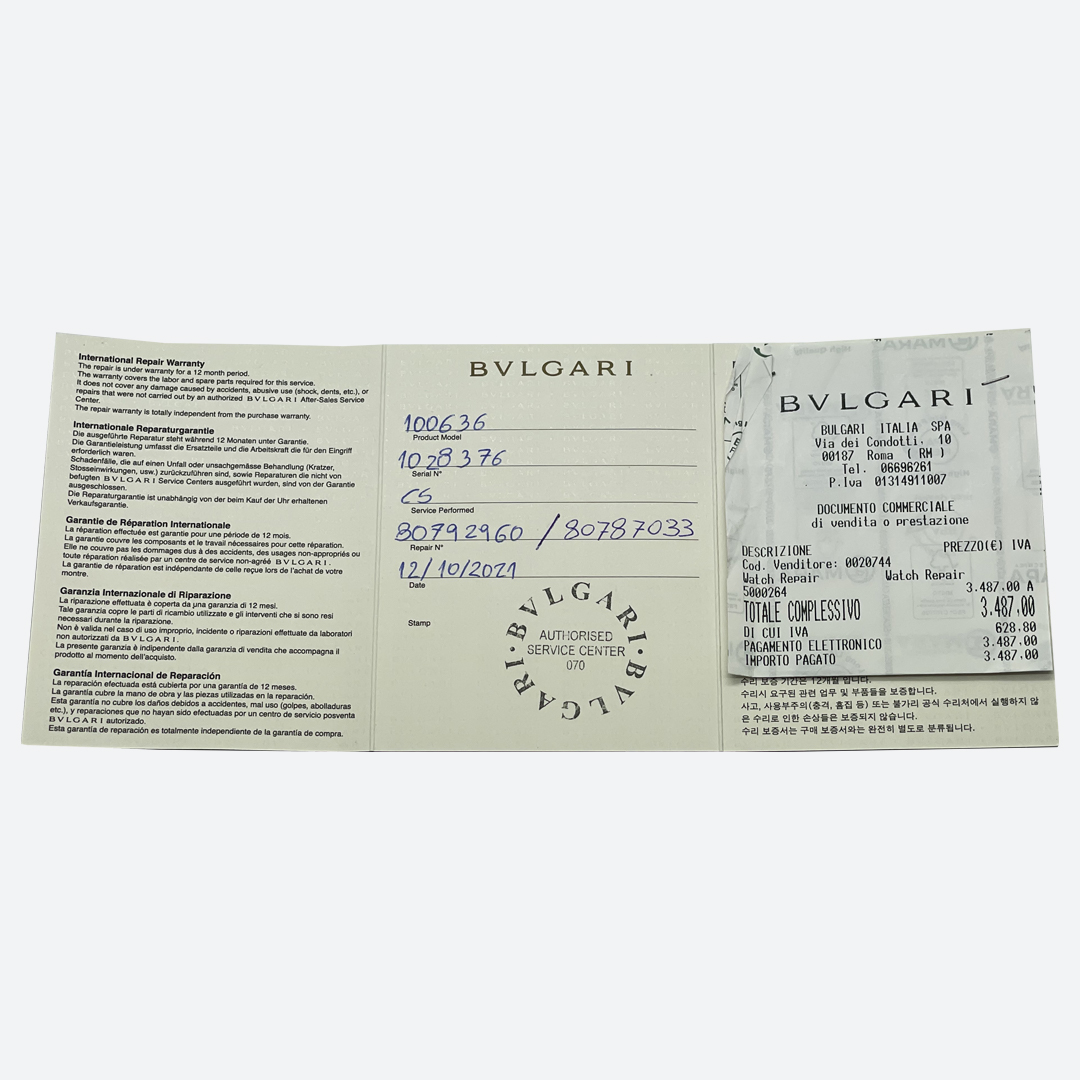 International Repair Warranty
The repair is under warranty for a 12 month period.
The warranty covers the labor and spare parts required for this service.
It does not cover any damage caused by accidents, abusive use (shock, dents, etc.), or
repairs that were not carried out by an authorized BVLGARI After-Sales Service
Center.
The repair warranty is totally independent from the purchase warranty.
Internationale Reparaturgarantie
Die ausgeführte Reparatur steht während 12 Monaten unter Garantie.
Die Garantieleistung umfasst die Ersatzteile und die Arbeitskraft die für den Eingriff
erforderlich waren.
Schadenfälle, die auf einen Unfall oder unsachgemässe Behandlung (Kratzer,
Stosseinwirkungen, usw.) zurückzuführen sind, sowie Reparaturen die nicht von
befugten BVLGARI Service Centers ausgeführt wurden, sind von der Garantie
ausgeschlossen.
Die Reparaturgarantie ist unabhängig von der beim Kauf der Uhr erhaltenen
Verkaufsgarantie.
Garantie de Réparation Internationale
La réparation effectuée est garantie pour une période de 12 mois.
La garantie couvre les composants et le travail nécessaires pour cette réparation.
Elle ne couvre pas les dommages dus à des accidents, des usages non-appropriés ou
toute réparation réalisée par un centre de service non-agréé BVLGARI.
La garantie de réparation est indépendante de celle reçue lors de l'achat de votre
montre.
Garanzia Internazionale di Riparazione
La riparazione effettuata è coperta da una garanzia di 12 mesi.
Tale garanzia copre le parti di ricambio utilizzate e gli interventi che si sono resi
necessari durante la riparazione.
Non è valida nel caso di uso improprio, incidente o riparazioni effettuate da laboratori
non autorizzati da BVLGARI.
La presente garanzia è indipendente dalla garanzia di vendita che accompagna il
prodotto al momento dell'acquisto.
Garantía Internacional de Reparación
La reparación efectuada está cubierta por una garantía de 12 meses.
La garantía cubre la mano de obra y las piezas utilizadas en la reparación.
Esta garantía no cubre los daños debidos a accidentes, mal uso (golpes, abolladuras
etc.), y reparaciones que no hayan sido efectuadas por un centro de servicio posventa
BVLGARI autorizado.
Esta garantía de reparación es totalmente independiente de la garantía de compra.
BVLGARI
100636
Product Model
1028376
Serial N°
CS
Service Performed
80792960 / 80787033
Repair N°
12/10/2021
Date
Stamp
BVLGARI · BVLGARI ·
AUTHORISED
SERVICE CENTER
070
BVLGARI
BULGARI ITALIA SPA
Via dei Condotti, 10
00187 Roma ( RM )
Tel. 06696261
P.Iva 01314911007
DOCUMENTO COMMERCIALE
di vendita o prestazione
DESCRIZIONE PREZZO(€) IVA
Cod. Venditore: 0020744
Watch Repair Watch Repair
5000264 3.487,00 A
TOTALE COMPLESSIVO 3.487,00
DI CUI IVA 628,80
PAGAMENTO ELETTRONICO 3.487,00
IMPORTO PAGATO 3.487,00
수리 보증 기간은 12개월 입니다.
수리시 요구된 관련 업무 및 부품들을 보증합니다.
사고, 사용부주의(충격, 흠집 등) 또는 불가리 공식 수리처에서 실행하지 않
은 수리로 인한 손상들은 보증되지 않습니다.
수리 보증서는 구매 보증서와는 완전히 별도로 분류됩니다.